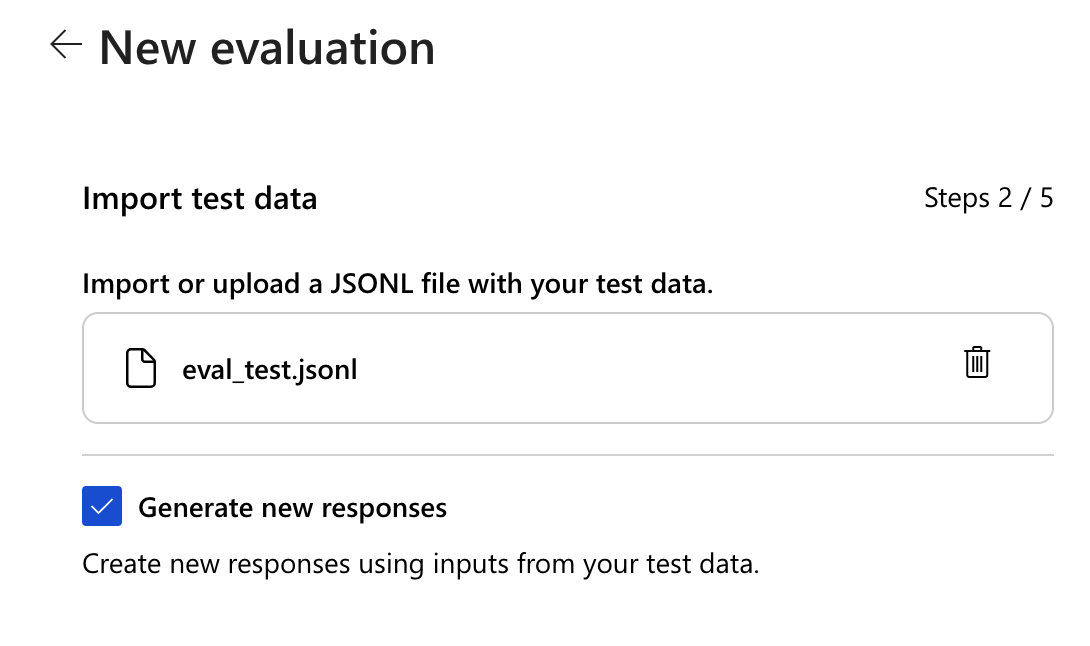 New evaluation
Import test data
Steps 2 / 5
Import or upload a JSONL file with your test data.
eval_test.jsonl
Generate new responses
Create new responses using inputs from your test data.